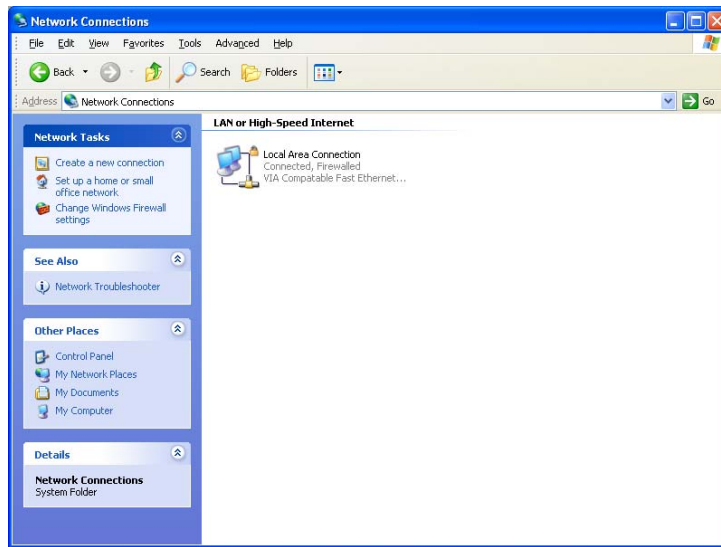 Network Connections
File Edit View Favorites Tools Advanced Help
Back Search Folders
Address Network Connections Go
Network Tasks
Create a new connection
Set up a home or small
office network
Change Windows Firewall
settings
See Also
Network Troubleshooter
Other Places
Control Panel
My Network Places
My Documents
My Computer
Details
Network Connections
System Folder
LAN or High-Speed Internet
Local Area Connection
Connected, Firewalled
VIA Compatable Fast Ethernet...